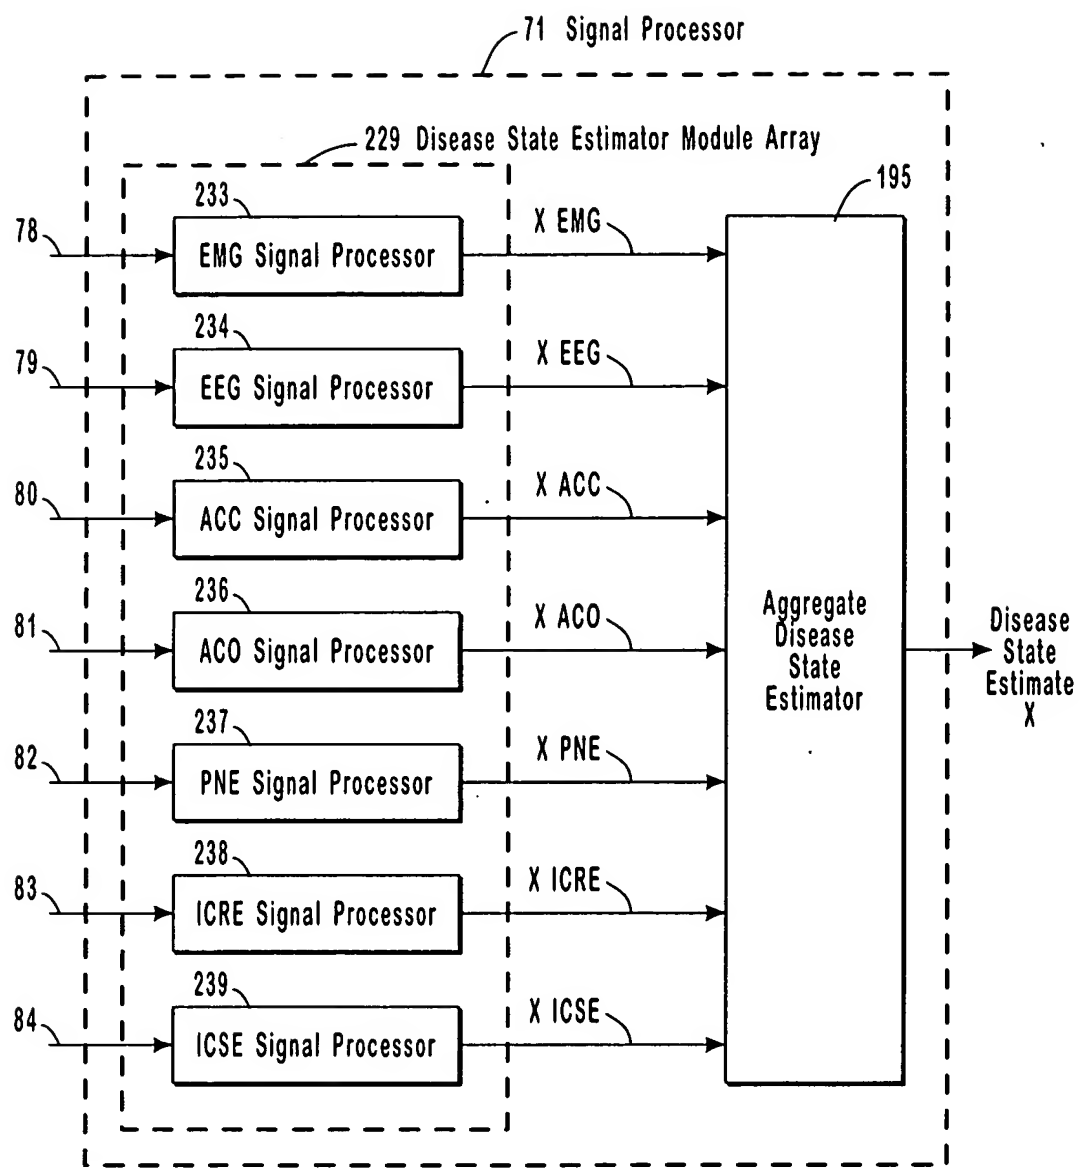 71 Signal Processor
229 Disease State Estimator Module Array
195
78
233
EMG Signal Processor
X EMG
79
234
EEG Signal Processor
X EEG
80
235
ACC Signal Processor
X ACC
81
236
ACO Signal Processor
X ACO
Aggregate
Disease
State
Estimator
Disease
State
Estimate
X
82
237
PNE Signal Processor
X PNE
83
238
ICRE Signal Processor
X ICRE
84
239
ICSE Signal Processor
X ICSE